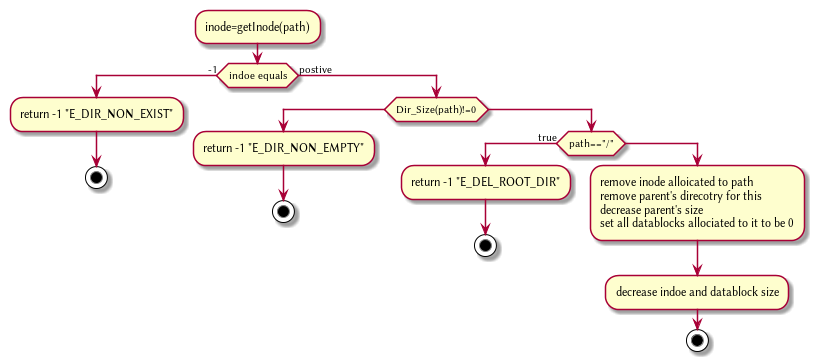 inode=getInode(path)
-1
indoe equals
postive
return -1 "E_DIR_NON_EXIST"
Dir_Size(path)!=0
return -1 "E_DIR_NON_EMPTY"
true
path=="/"
return -1 "E_DEL_ROOT_DIR"
remove inode alloicated to path
remove parent's direcotry for this
decrease parent's size
set all datablocks allociated to it to be 0
decrease indoe and datablock size